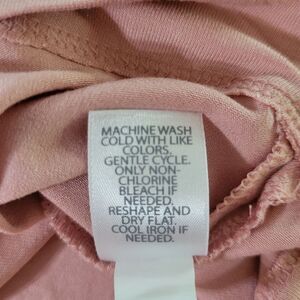 MACHINE WASH
COLD WITH LIKE
COLORS,
GENTLE CYCLE.
ONLY NON-
CHLORINE
BLEACH IF
NEEDED.
RESHAPE AND
DRY FLAT.
COOL IRON IF
NEEDED.